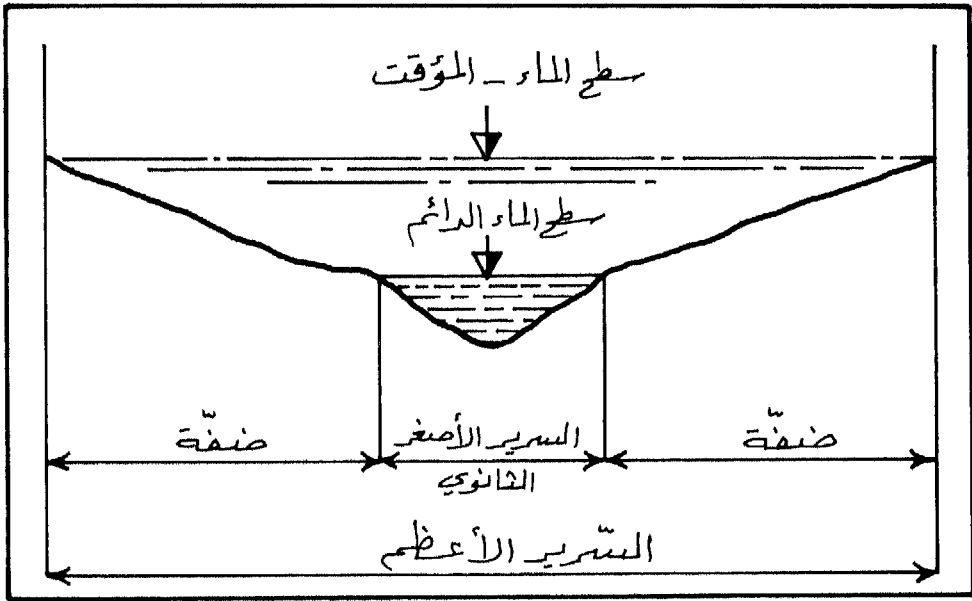 سطح الماء - المؤقت
سطح الماء الدائم
ضفّة
السرير الأصغر
ضفّة
الثانوي
السّرير الأعظم